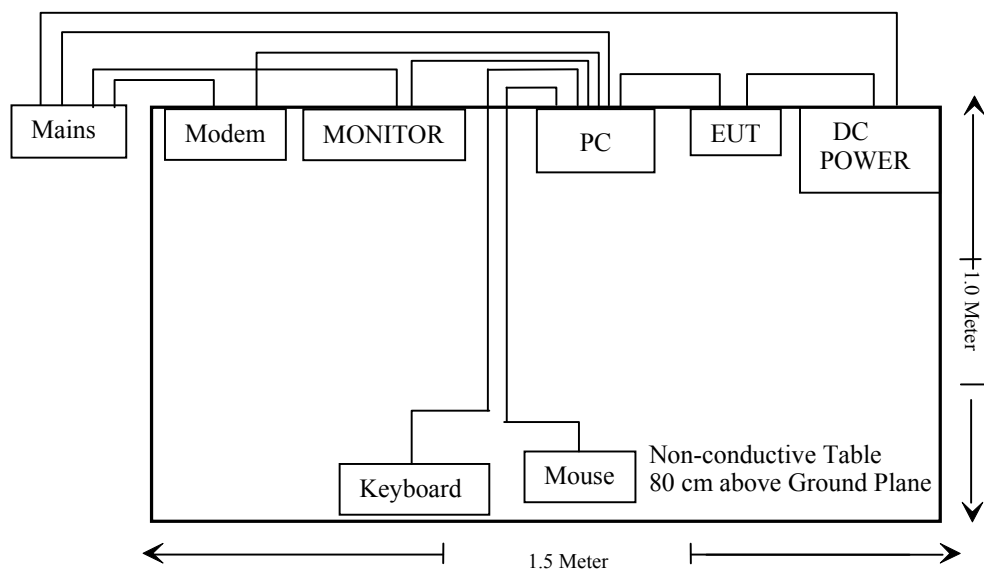 Mains
Modem
MONITOR
PC
EUT
DC
POWER
1.0 Meter
Keyboard
Mouse
Non-conductive Table
80 cm above Ground Plane
1.5 Meter